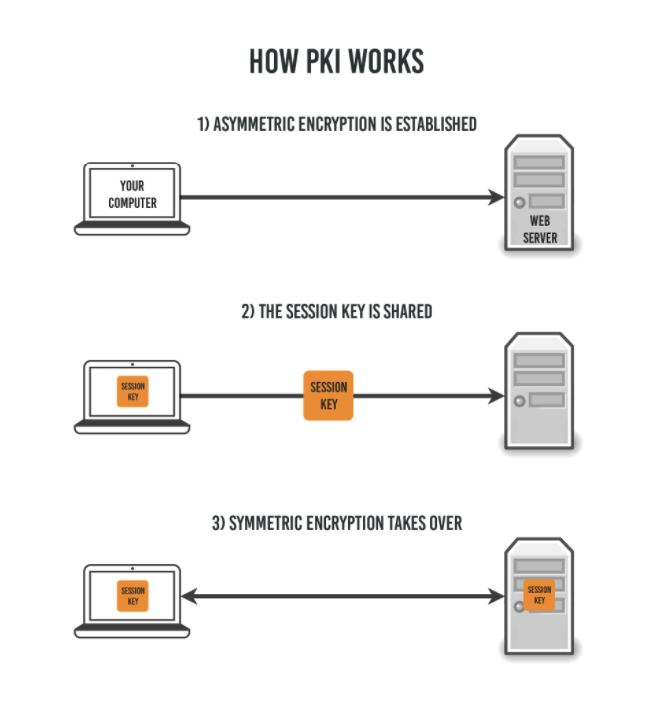 HOW PKI WORKS
1) ASYMMETRIC ENCRYPTION IS ESTABLISHED
YOUR
COMPUTER
WEB
SERVER
2) THE SESSION KEY IS SHARED
SESSION
KEY
SESSION
KEY
3) SYMMETRIC ENCRYPTION TAKES OVER
SESSION
KEY
SESSION
KEY